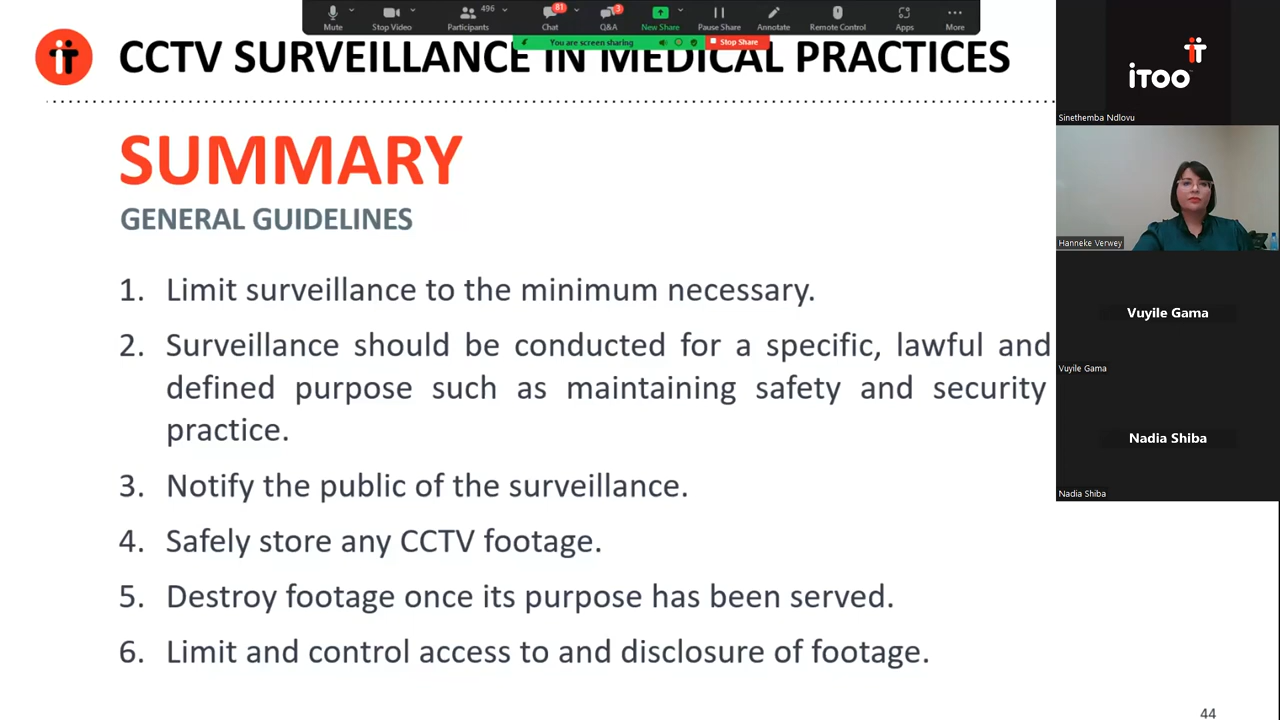 496
81
3
Mute
Stop Video
Participants
Chat
Q&A
New Share
Pause Share
Annotate
Remote Control
Apps
More
You are screen sharing
Stop Share
CCTV SURVEILLANCE IN MEDICAL PRACTICES
SUMMARY
GENERAL GUIDELINES
1. Limit surveillance to the minimum necessary.
2. Surveillance should be conducted for a specific, lawful and
defined purpose such as maintaining safety and security
practice.
3. Notify the public of the surveillance.
4. Safely store any CCTV footage.
5. Destroy footage once its purpose has been served.
6. Limit and control access to and disclosure of footage.
44
iTOO
Sinethemba Ndlovu
Hanneke Verwey
Vuyile Gama
Vuyile Gama
Nadia Shiba
Nadia Shiba